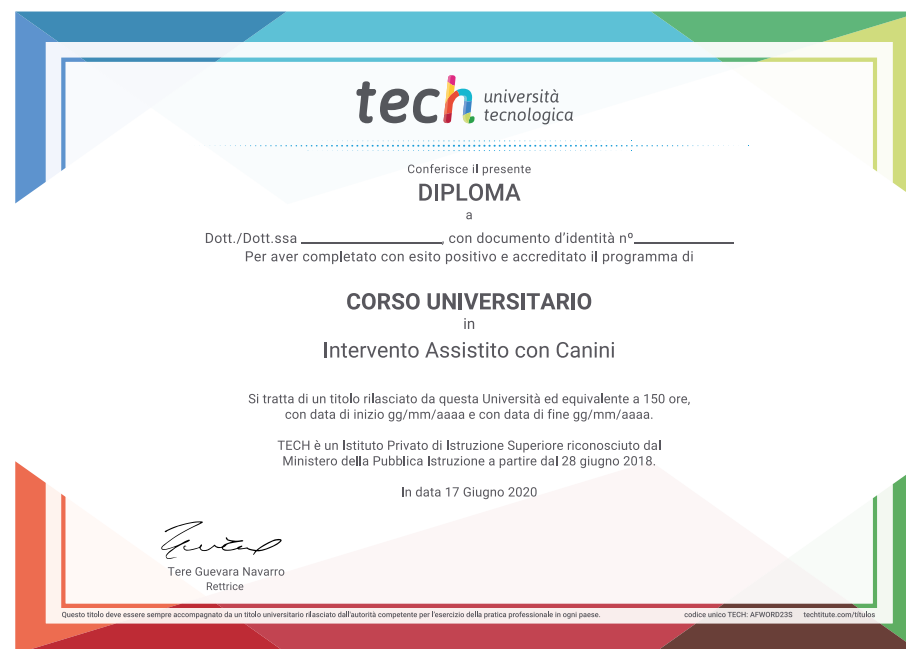 tech università
tecnologica
Conferisce il presente
DIPLOMA
a
Dott./Dott.ssa ____________________, con documento d'identità nº______________
Per aver completato con esito positivo e accreditato il programma di
CORSO UNIVERSITARIO
in
Intervento Assistito con Canini
Si tratta di un titolo rilasciato da questa Università ed equivalente a 150 ore,
con data di inizio gg/mm/aaaa e con data di fine gg/mm/aaaa.
TECH è un Istituto Privato di Istruzione Superiore riconosciuto dal
Ministero della Pubblica Istruzione a partire dal 28 giugno 2018.
In data 17 Giugno 2020
Tere Guevara Navarro
Rettrice
Questo titolo deve essere sempre accompagnato da un titolo universitario rilasciato dall'autorità competente per l'esercizio della pratica professionale in ogni paese. codice unico TECH: AFWORD23S techtitute.com/titulos